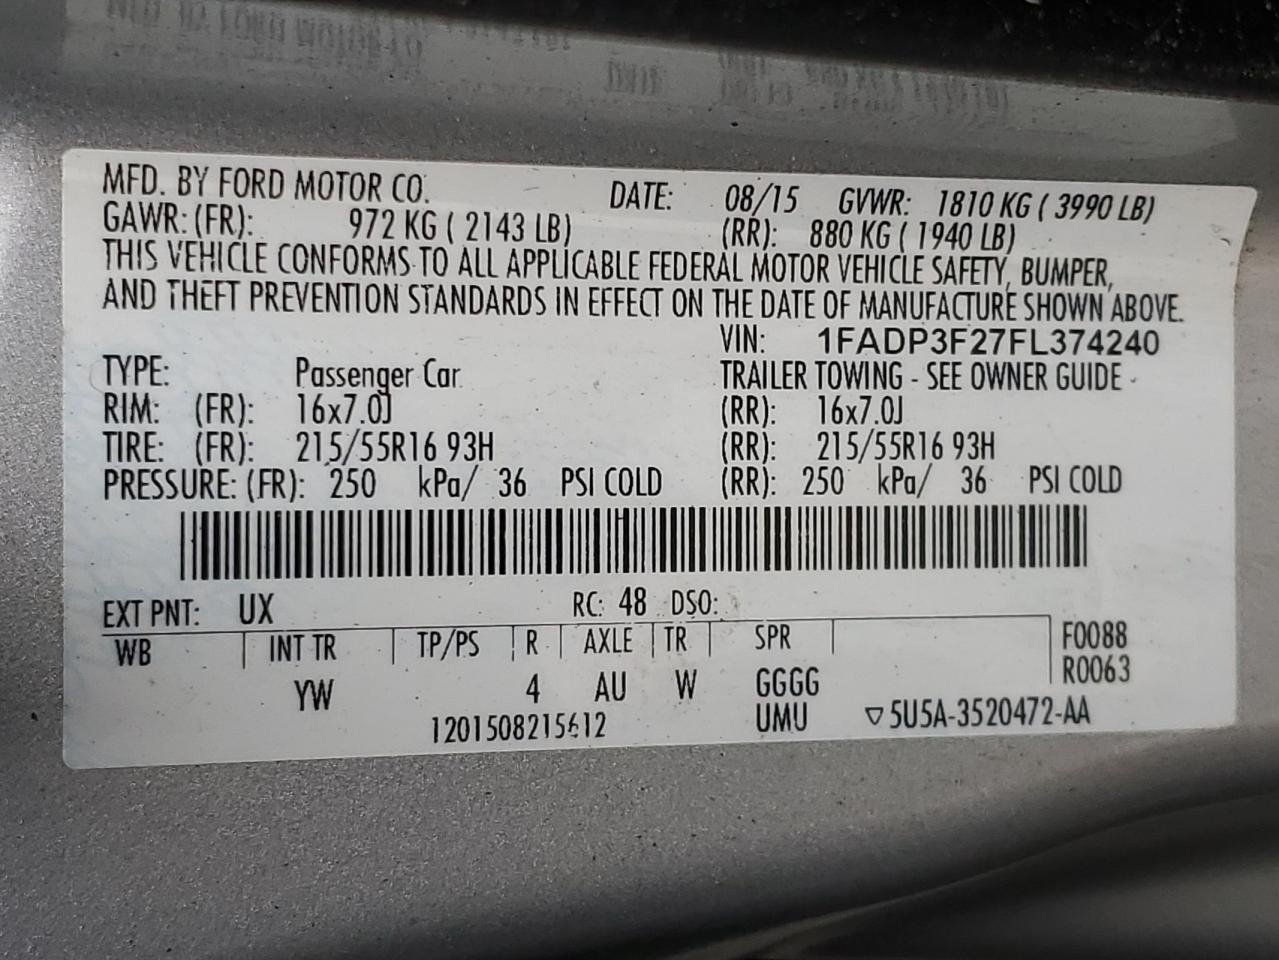 MFD. BY FORD MOTOR CO. DATE: 08/15 GVWR: 1810 KG ( 3990 LB)
GAWR: (FR): 972 KG ( 2143 LB) (RR): 880 KG ( 1940 LB)
THIS VEHICLE CONFORMS TO ALL APPLICABLE FEDERAL MOTOR VEHICLE SAFETY, BUMPER,
AND THEFT PREVENTION STANDARDS IN EFFECT ON THE DATE OF MANUFACTURE SHOWN ABOVE.
VIN: 1FADP3F27FL374240
TYPE: Passenger Car TRAILER TOWING - SEE OWNER GUIDE -
RIM: (FR): 16x7.0J (RR): 16x7.0J
TIRE: (FR): 215/55R16 93H (RR): 215/55R16 93H
PRESSURE: (FR): 250 kPa/ 36 PSI COLD (RR): 250 kPa/ 36 PSI COLD
EXT PNT: UX RC: 48 DSO:
WB INT TR TP/PS R AXLE TR SPR F0088
YW 4 AU W GGGG R0063
1201508215612 UMU ▽5U5A-3520472-AA